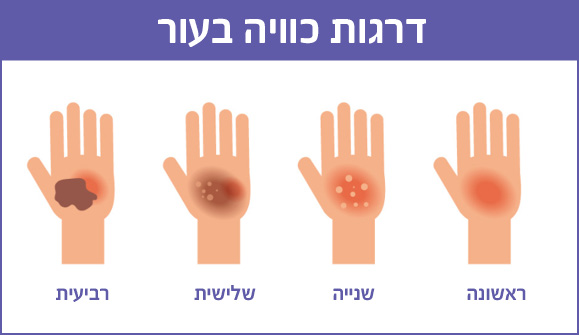 דרגות כוויה בעור
ראשונה
שנייה
שלישית
רביעית